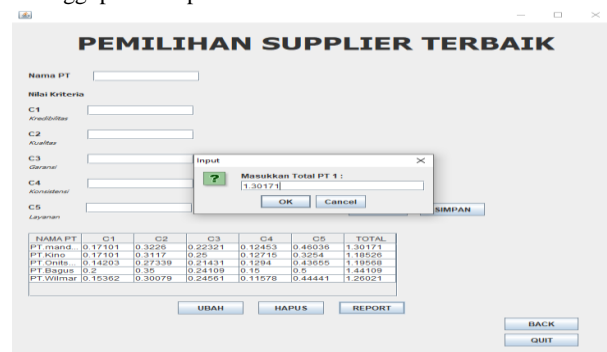 PEMILIHAN SUPPLIER TERBAIK
Nama PT
Nilai Kriteria
C1
Kredibilitas
C2
Kualitas
C3
Garansi
C4
Konsistensi
C5
Layanan
Input
Masukkan Total PT 1 :
1.30171
OK Cancel
SIMPAN
NAMA PT C1 C2 C3 C4 C5 TOTAL
PT.mand... 0.17101 0.3226 0.22321 0.12453 0.46036 1.30171
PT.Kino 0.17101 0.3117 0.25 0.12715 0.3254 1.18526
PT.Onits... 0.14203 0.27339 0.21431 0.1294 0.43655 1.19568
PT.Bagus 0.2 0.35 0.24109 0.15 0.5 1.44109
PT.Wilmar 0.15362 0.30079 0.24561 0.11578 0.44441 1.26021
UBAH HAPUS REPORT
BACK
QUIT